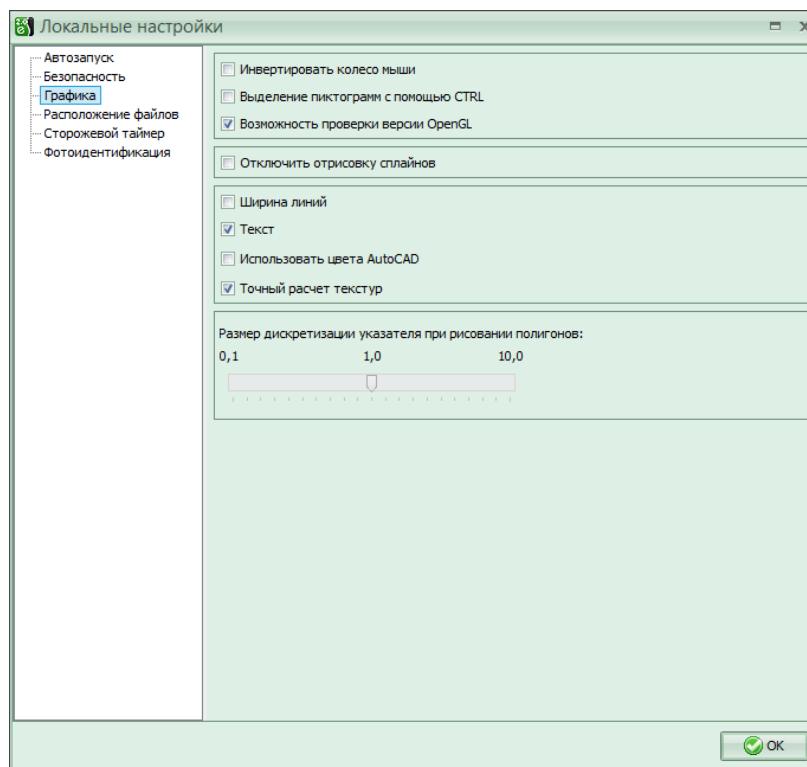 Локальные настройки
Автозапуск
Безопасность
Графика
Расположение файлов
Сторожевой таймер
Фотоидентификация
Инвертировать колесо мыши
Выделение пиктограмм с помощью CTRL
Возможность проверки версии OpenGL
Отключить отрисовку сплайнов
Ширина линий
Текст
Использовать цвета AutoCAD
Точный расчет текстур
Размер дискретизации указателя при рисовании полигонов:
0,1 1,0 10,0
OK